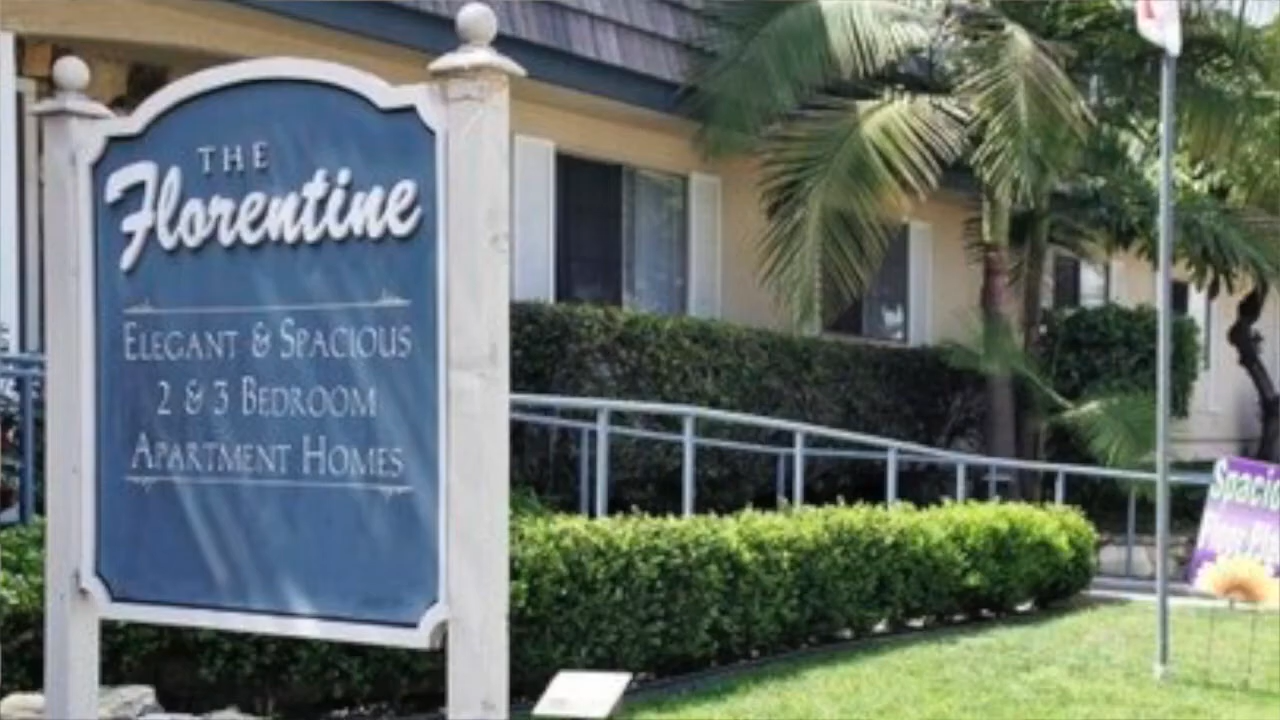 THE
Florentine
ELEGANT & SPACIOUS
2 & 3 BEDROOM
APARTMENT HOMES